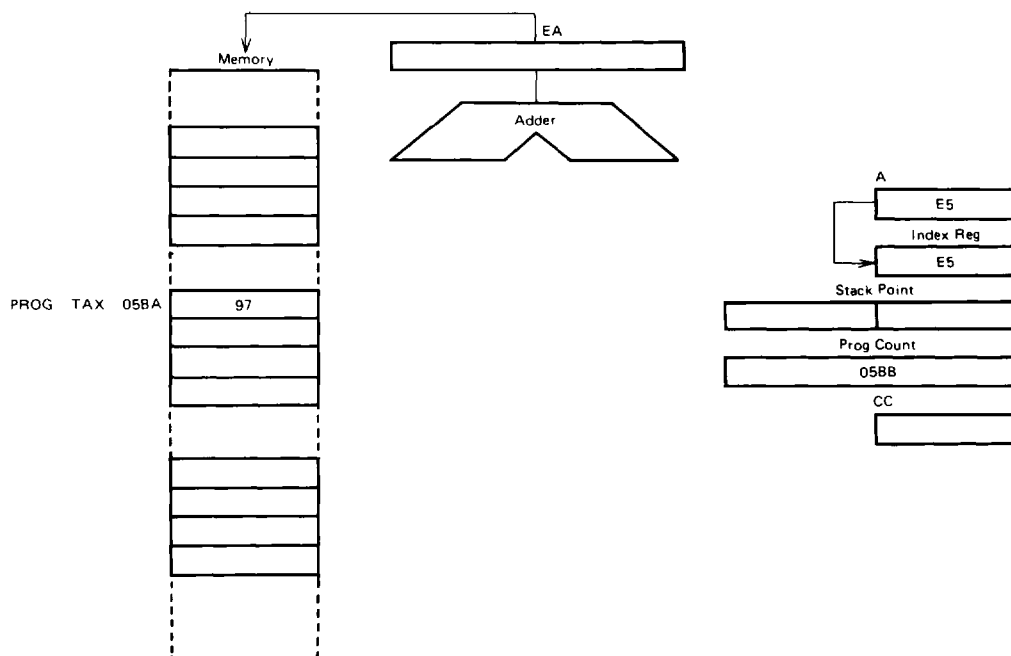 EA
Memory
Adder
A
E5
Index Reg
E5
Stack Point
PROG TAX 05BA 97
Prog Count
05BB
CC